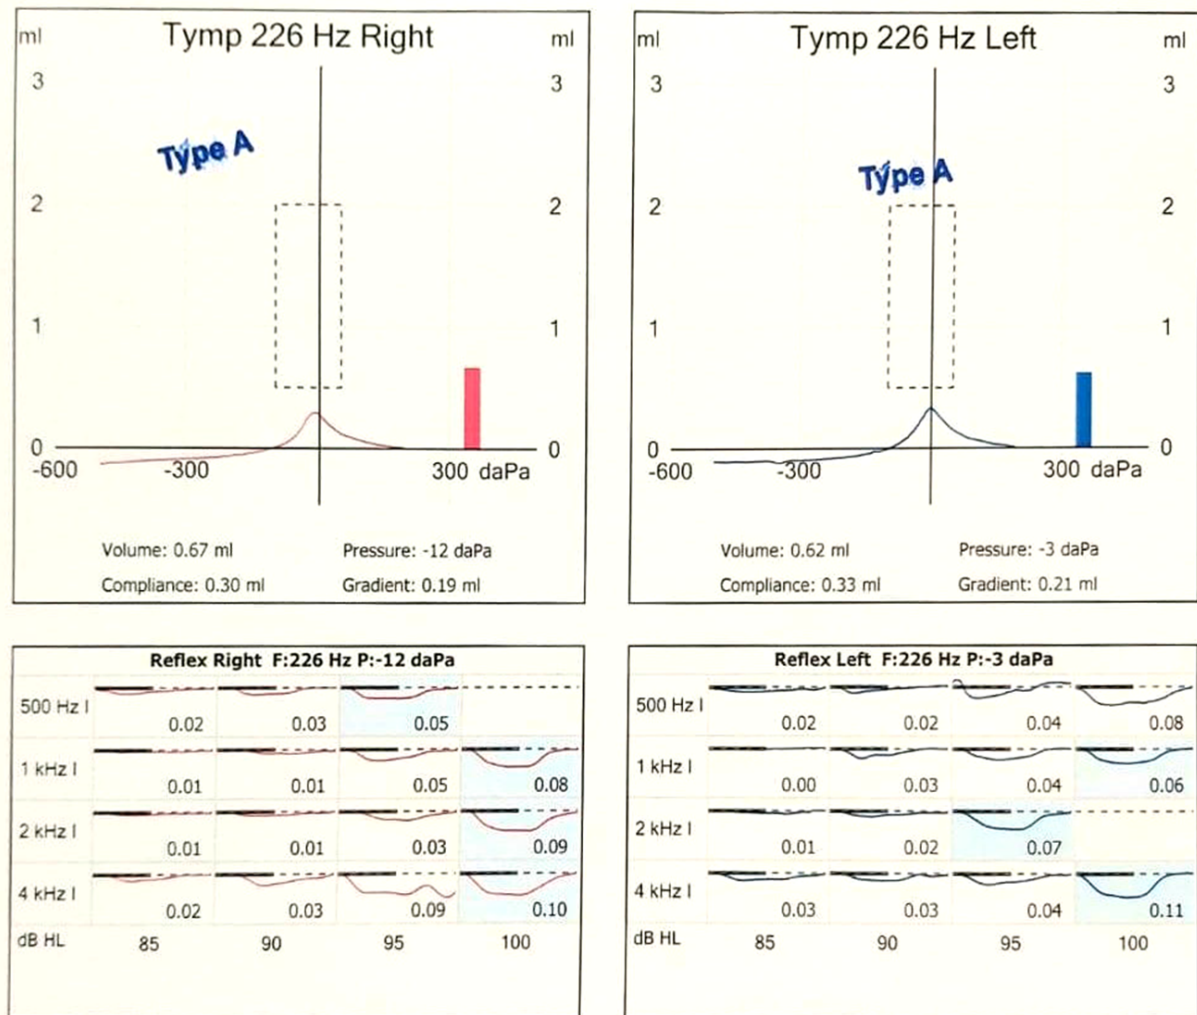 Tymp 226 Hz Right
ml ml
3 3
Type A
2 2
1 1
0 0
-600 -300 300 daPa
Volume: 0.67 ml Pressure: -12 daPa
Compliance: 0.30 ml Gradient: 0.19 ml
Tymp 226 Hz Left
ml ml
3 3
Type A
2 2
1 1
0 0
-600 -300 300 daPa
Volume: 0.62 ml Pressure: -3 daPa
Compliance: 0.33 ml Gradient: 0.21 ml
Reflex Right F:226 Hz P:-12 daPa
500 Hz I 0.02 0.03 0.05
1 kHz I 0.01 0.01 0.05 0.08
2 kHz I 0.01 0.01 0.03 0.09
4 kHz I 0.02 0.03 0.09 0.10
dB HL 85 90 95 100
Reflex Left F:226 Hz P:-3 daPa
500 Hz I 0.02 0.02 0.04 0.08
1 kHz I 0.00 0.03 0.04 0.06
2 kHz I 0.01 0.02 0.07
4 kHz I 0.03 0.03 0.04 0.11
dB HL 85 90 95 100